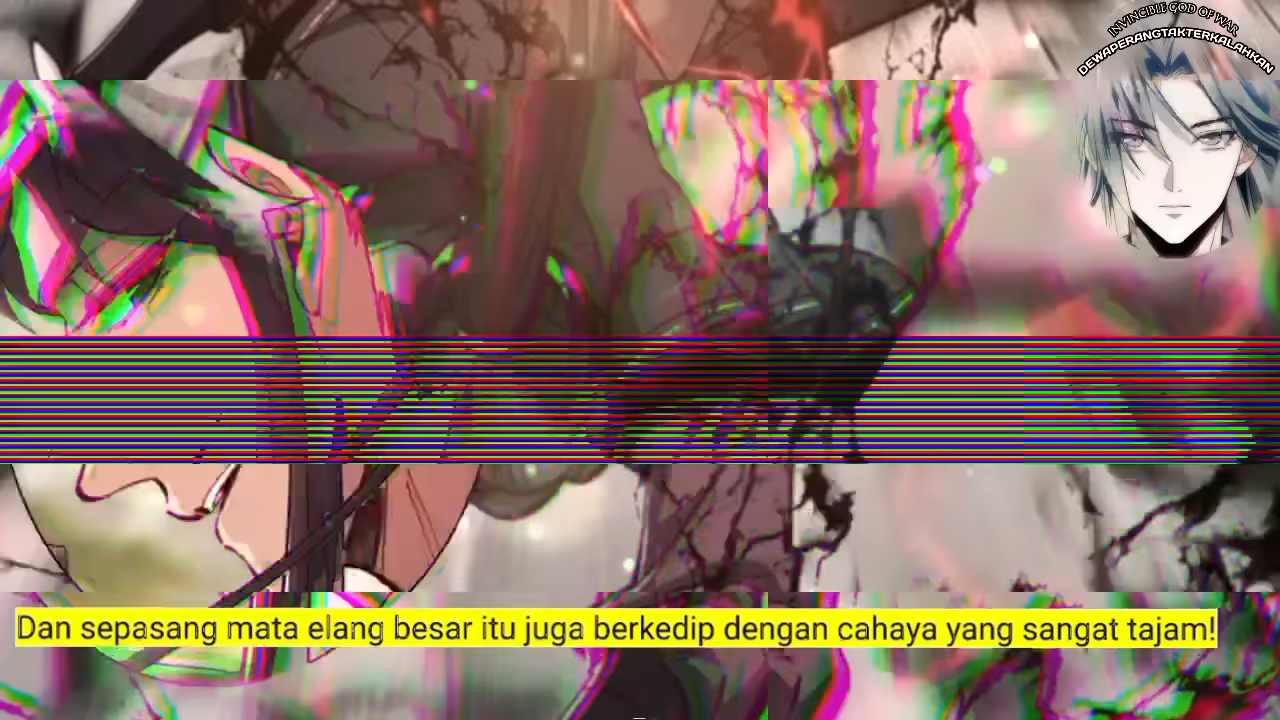 INVINCIBLE GOD OF WAR
DEWAPERANGTAKTERKALAHKAN
Dan sepasang mata elang besar itu juga berkedip dengan cahaya yang sangat tajam!